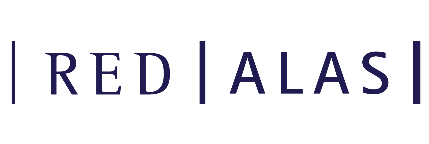 | RED | ALAS |